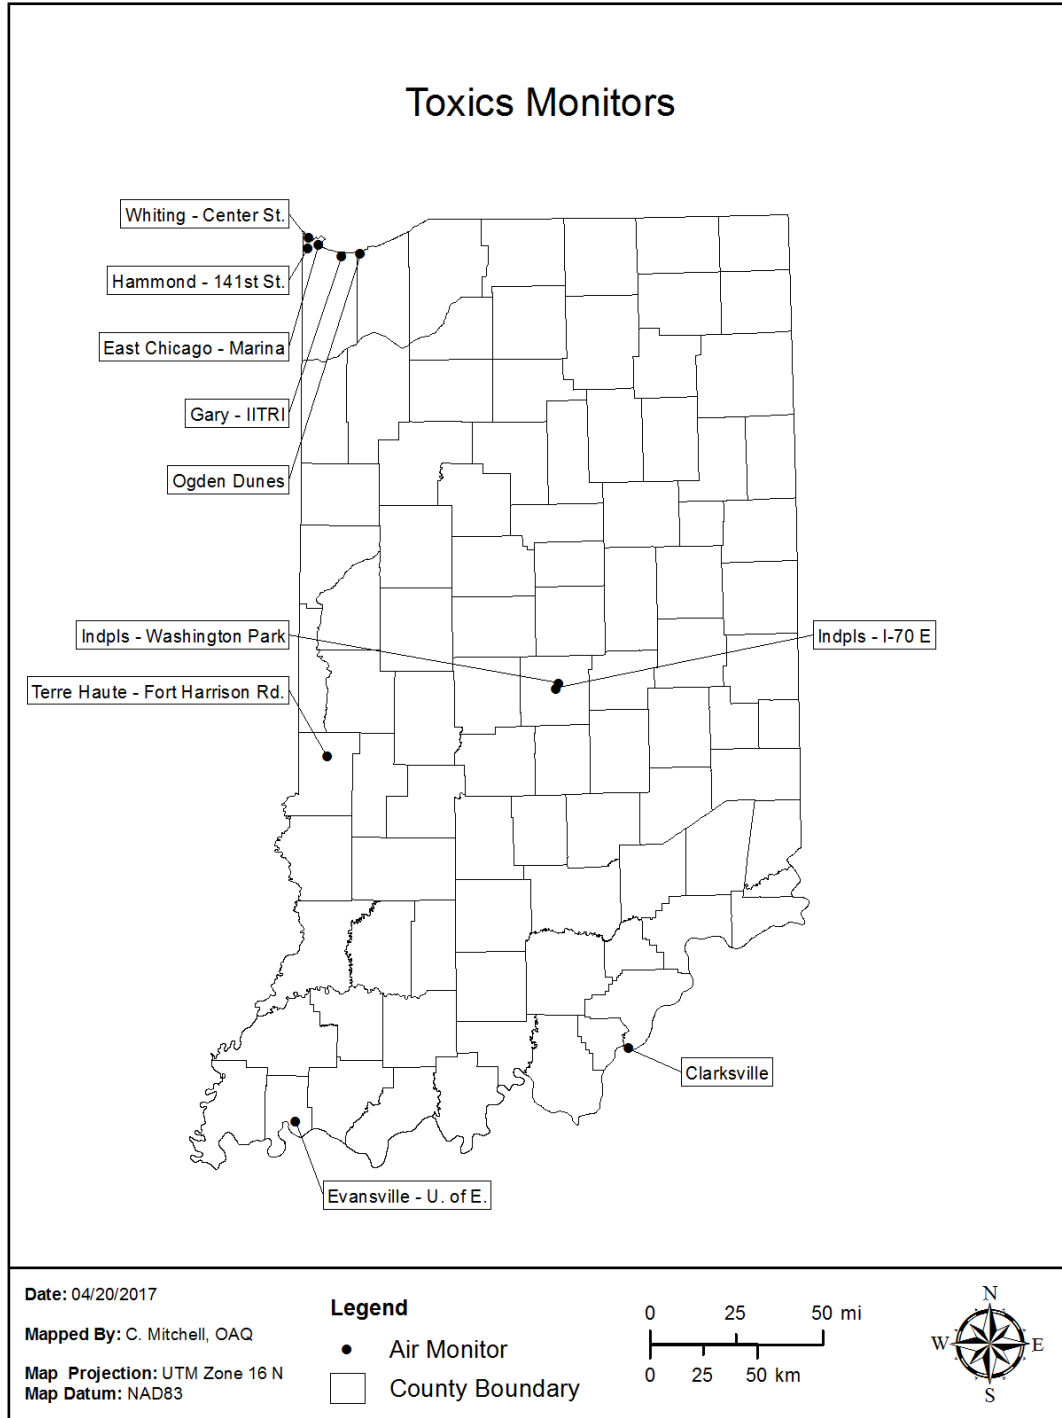 Toxics Monitors
Whiting - Center St.
Hammond - 141st St.
East Chicago - Marina
Gary - IITRI
Ogden Dunes
Indpls - Washington Park
Indpls - I-70 E
Terre Haute - Fort Harrison Rd.
Clarksville
Evansville - U. of E.
Date: 04/20/2017
Mapped By: C. Mitchell, OAQ
Map Projection: UTM Zone 16 N
Map Datum: NAD83
Legend
Air Monitor
County Boundary
0 25 50 mi
0 25 50 km
N
W E
S